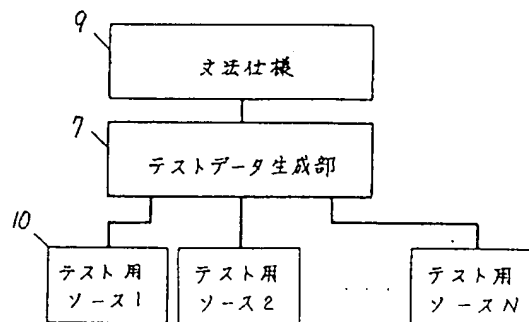 9
文法仕様
7
テストデータ生成部
10
テスト用
ソース1
テスト用
ソース2
. . . .
テスト用
ソースN